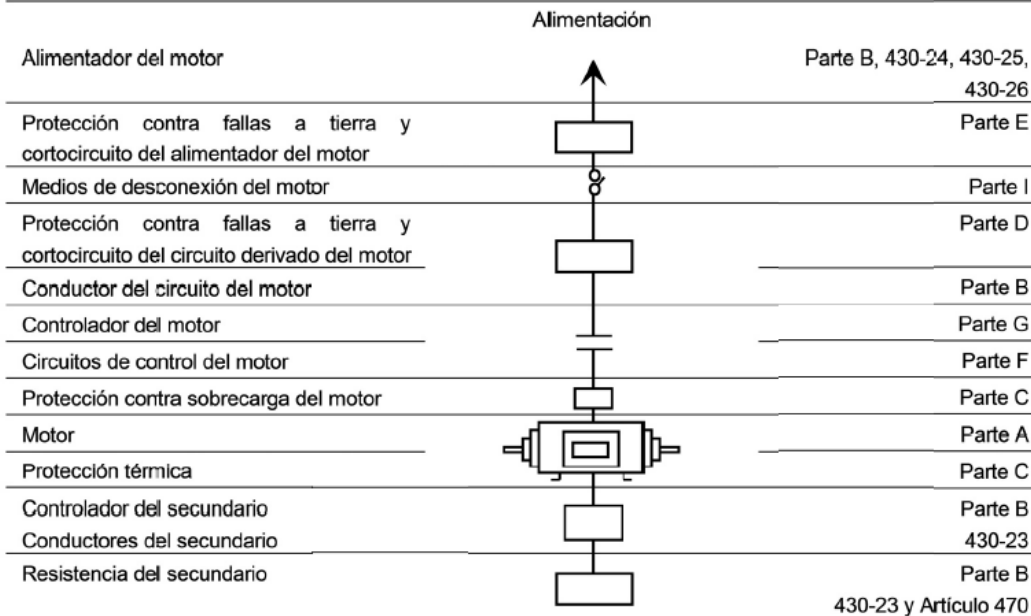 Alimentación
Alimentador del motor Parte B, 430-24, 430-25,
430-26
Protección contra fallas a tierra y Parte E
cortocircuito del alimentador del motor
Medios de desconexión del motor Parte I
Protección contra fallas a tierra y Parte D
cortocircuito del circuito derivado del motor
Conductor del circuito del motor Parte B
Controlador del motor Parte G
Circuitos de control del motor Parte F
Protección contra sobrecarga del motor Parte C
Motor Parte A
Protección térmica Parte C
Controlador del secundario Parte B
Conductores del secundario 430-23
Resistencia del secundario Parte B
430-23 y Artículo 470